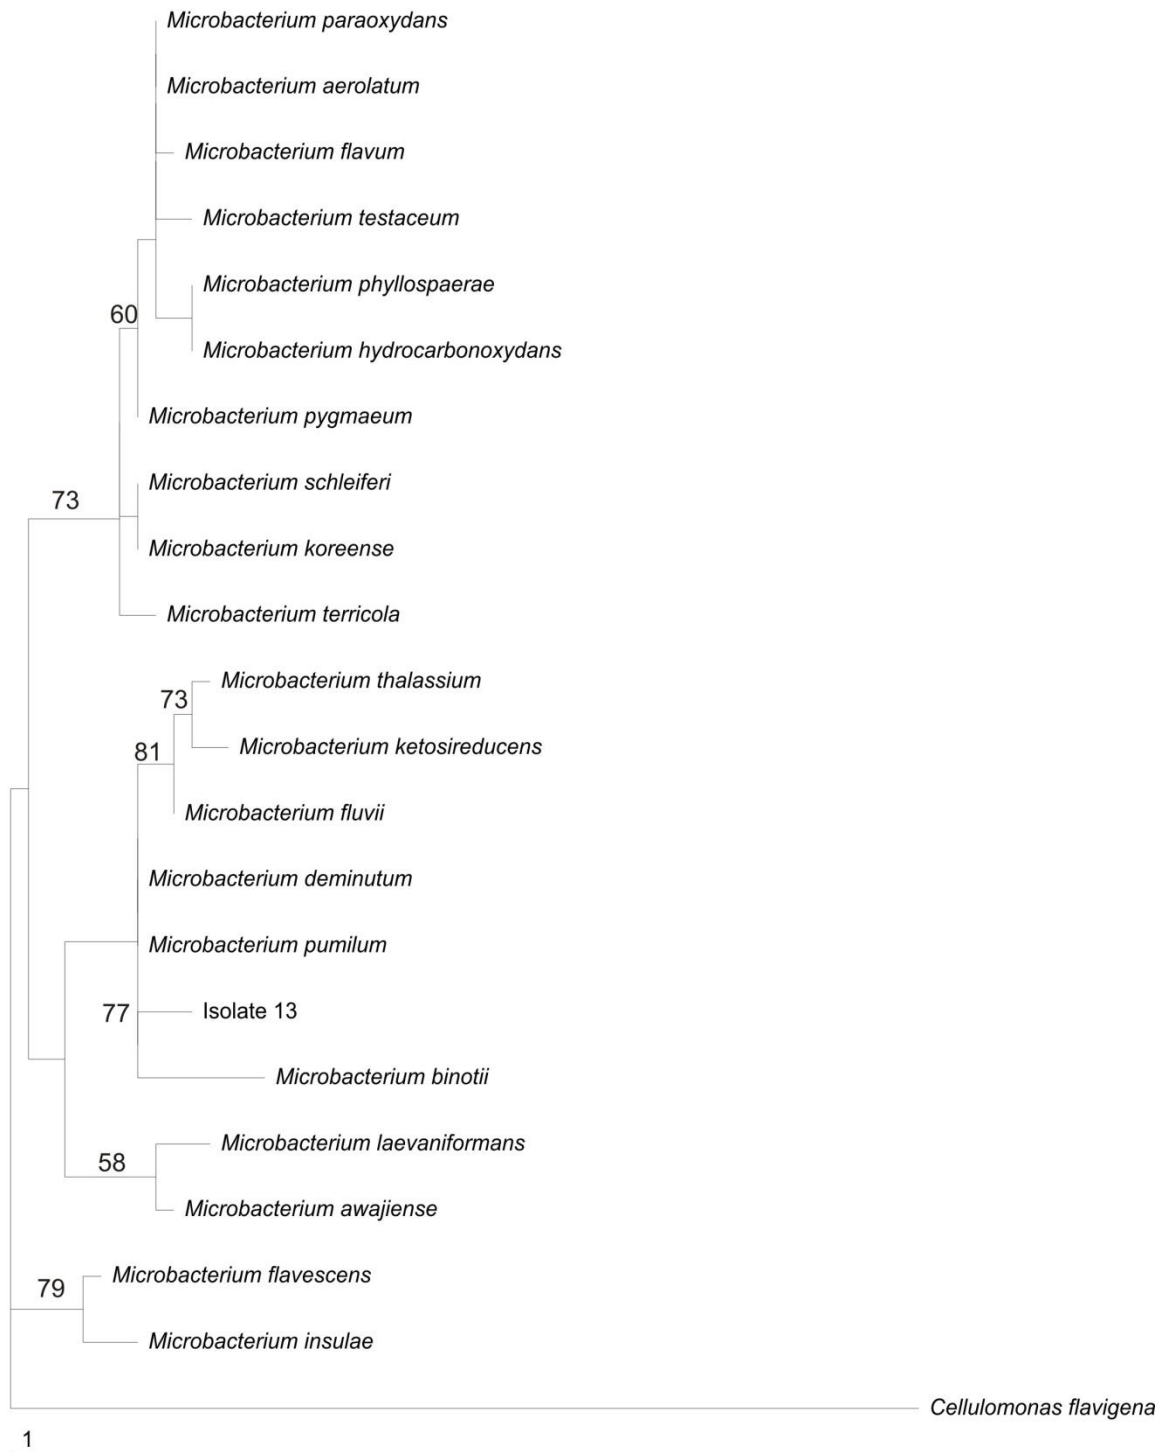 Microbacterium paraoxydans
Microbacterium aerolatum
Microbacterium flavum
Microbacterium testaceum
Microbacterium phyllospaerae
60
Microbacterium hydrocarbonoxydans
Microbacterium pygmaeum
Microbacterium schleiferi
73
Microbacterium koreense
Microbacterium terricola
Microbacterium thalassium
73
Microbacterium ketosireducens
81
Microbacterium fluvii
Microbacterium deminutum
Microbacterium pumilum
77 Isolate 13
Microbacterium binotii
Microbacterium laevaniformans
58
Microbacterium awajiense
Microbacterium flavescens
79
Microbacterium insulae
Cellulomonas flavigena
1